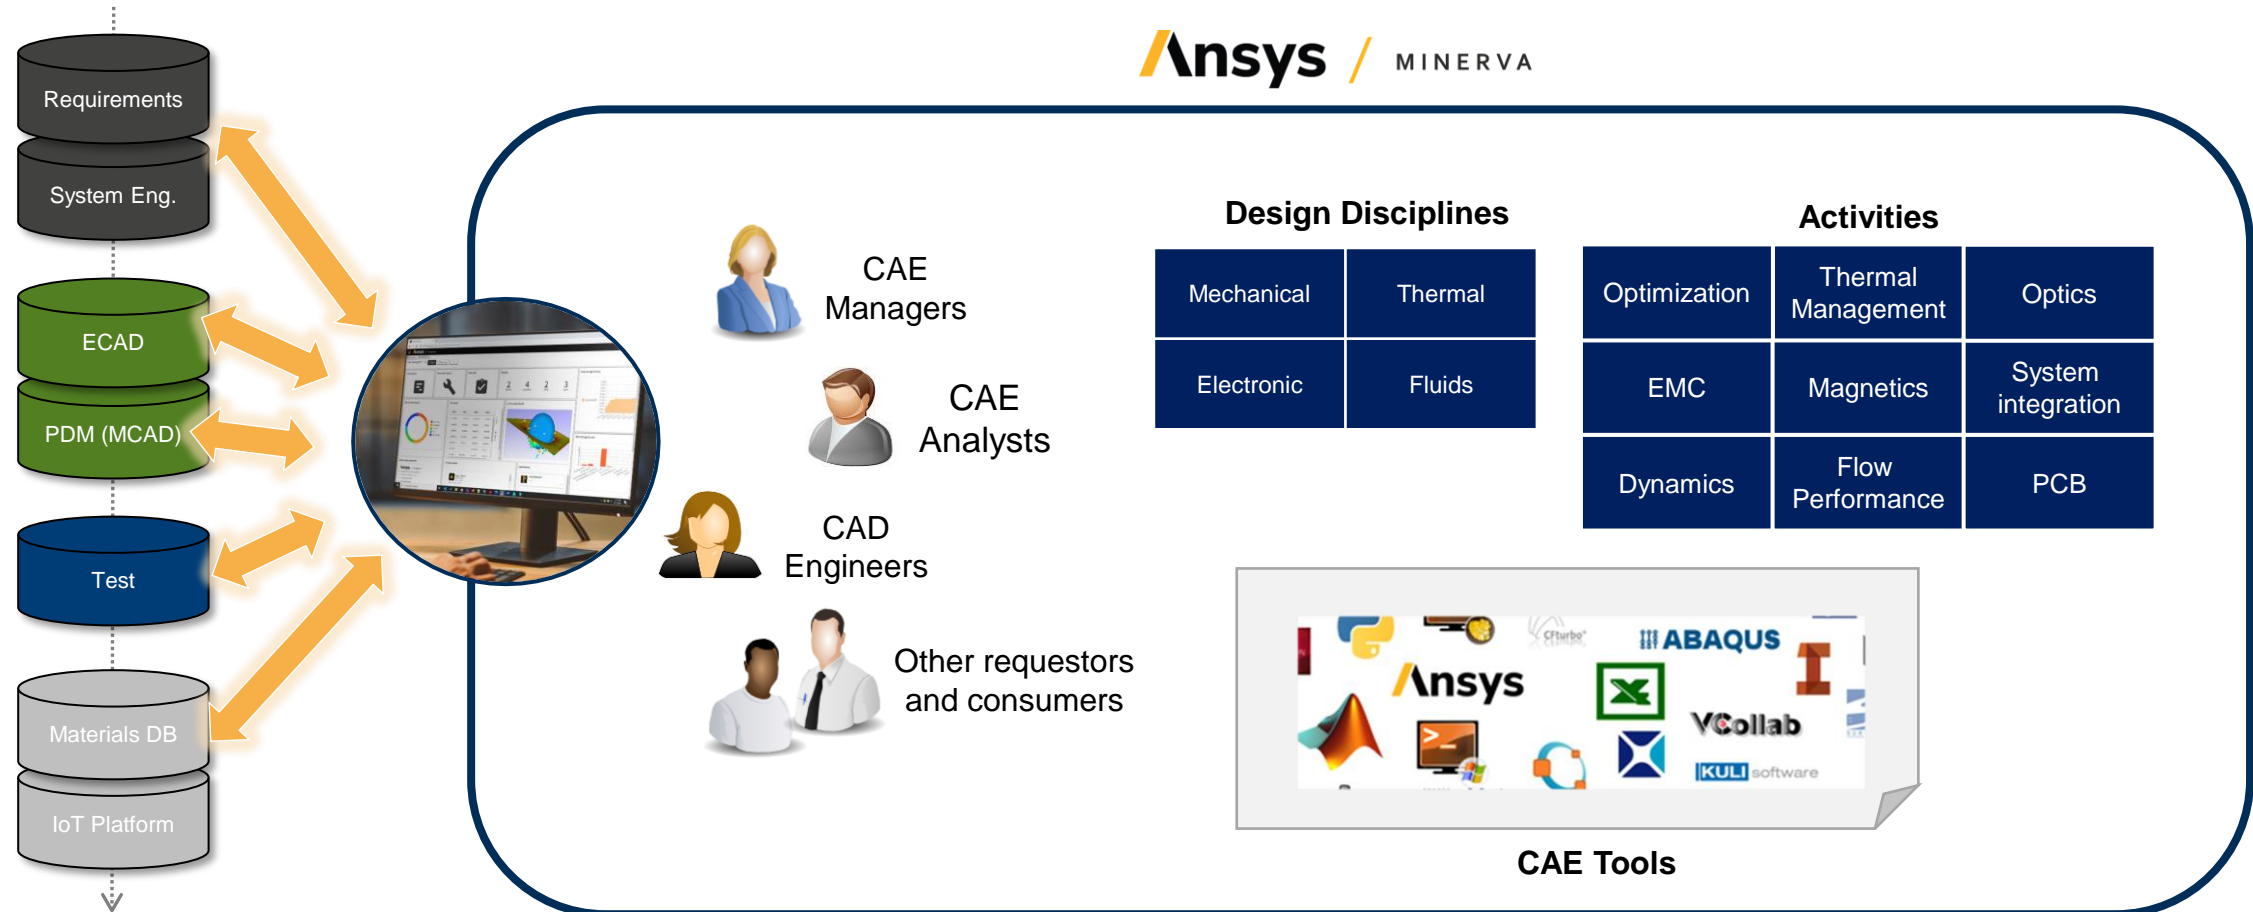 Ansys / MINERVA
Requirements
System Eng.
ECAD
PDM (MCAD)
Test
Materials DB
IoT Platform
CAE
Managers
CAE
Analysts
CAD
Engineers
Other requestors
and consumers
Design Disciplines
Mechanical
Thermal
Electronic
Fluids
Activities
Optimization
Thermal
Management
Optics
EMC
Magnetics
System
integration
Dynamics
Flow
Performance
PCB
CFturbo
ABAQUS
Ansys
VCollab
KULI software
CAE Tools